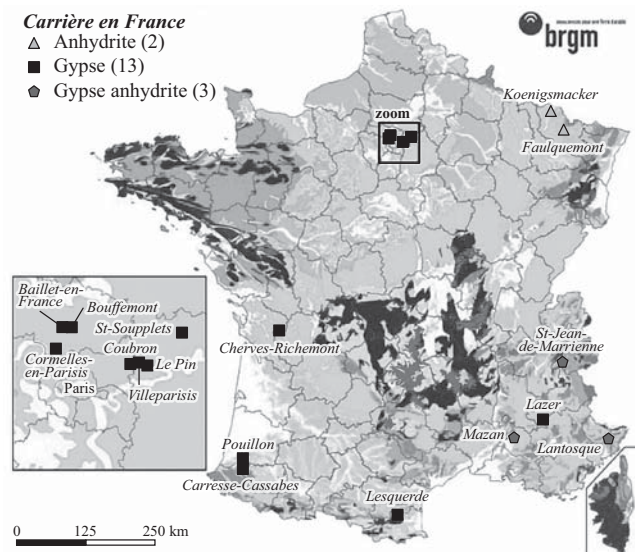 Carrière en France
Anhydrite (2)
Gypse (13)
Gypse anhydrite (3)
brgm
Koenigsmacker
zoom
Faulquemont
Baillet-en-
France
Bouffemont
St-Soupplets
Cormelles-
en-Parisis
Coubron
Le Pin
Paris
Villeparisis
Cherves-Richemont
St-Jean-
de-Marrienne
Lazer
Mazan
Lantosque
Pouillon
Carresse-Cassabes
Lesquerde
0 125 250 km